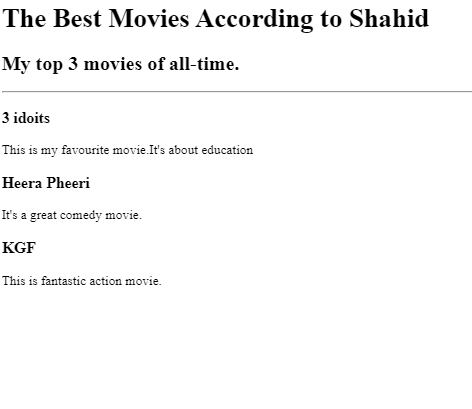 The Best Movies According to Shahid
My top 3 movies of all-time.
3 idoits
This is my favourite movie.It's about education
Heera Pheeri
It's a great comedy movie.
KGF
This is fantastic action movie.